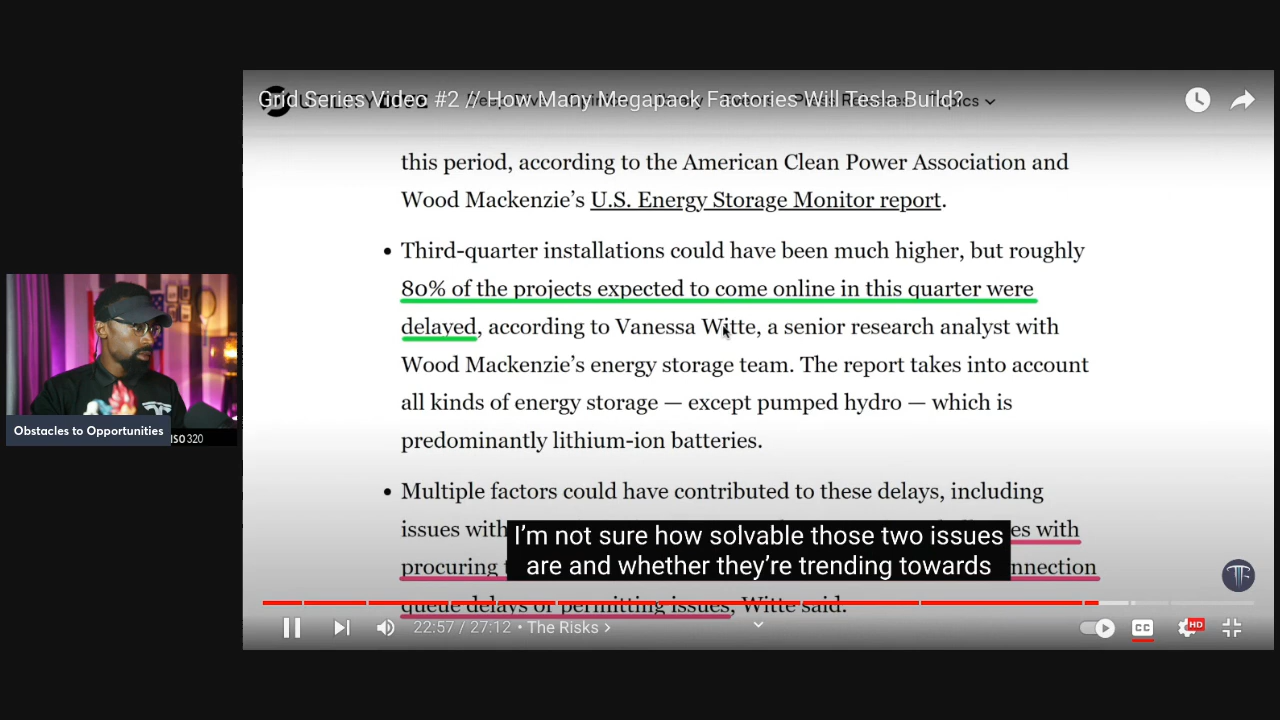 Grid Series Video #2 // How Many Megapack Factories Will Tesla Build?
Topics
this period, according to the American Clean Power Association and
Wood Mackenzie's U.S. Energy Storage Monitor report.
• Third-quarter installations could have been much higher, but roughly
80% of the projects expected to come online in this quarter were
delayed, according to Vanessa Witte, a senior research analyst with
Wood Mackenzie's energy storage team. The report takes into account
all kinds of energy storage — except pumped hydro — which is
predominantly lithium-ion batteries.
• Multiple factors could have contributed to these delays, including
issues with
with
procuring
queue delays or permitting issues, Witte said.
I'm not sure how solvable those two issues
are and whether they're trending towards
22:57 / 27:12 • The Risks >
CC
HD
Obstacles to Opportunities
ISO 320